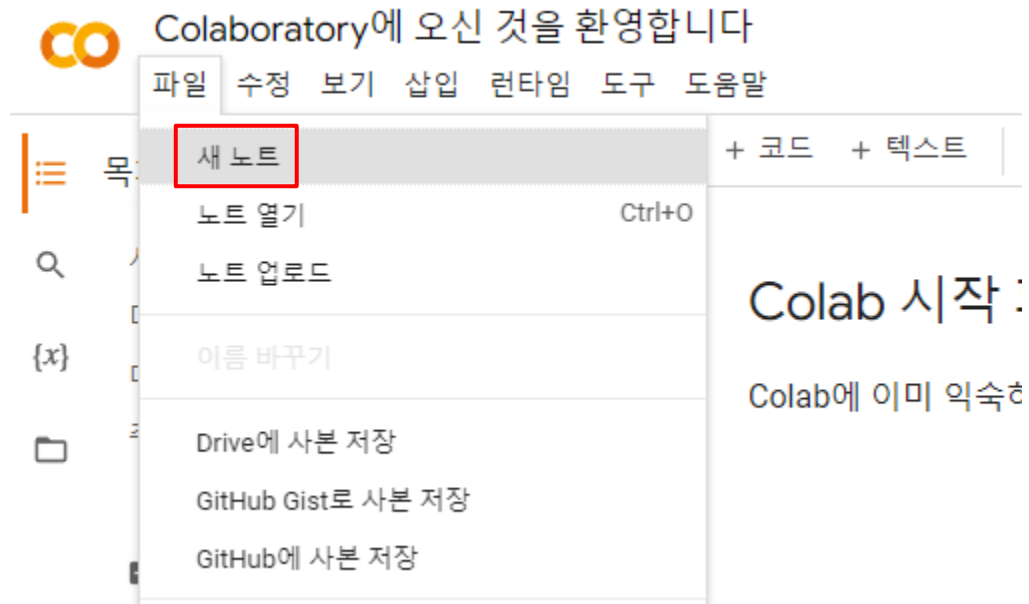 Colaboratory에 오신 것을 환영합니다
파일 수정 보기 삽입 런타임 도구 도움말
+ 코드 + 텍스트
새 노트
노트 열기 Ctrl+O
노트 업로드
이름 바꾸기
Drive에 사본 저장
GitHub Gist로 사본 저장
GitHub에 사본 저장
{x}
Colab 시작
Colab에 이미